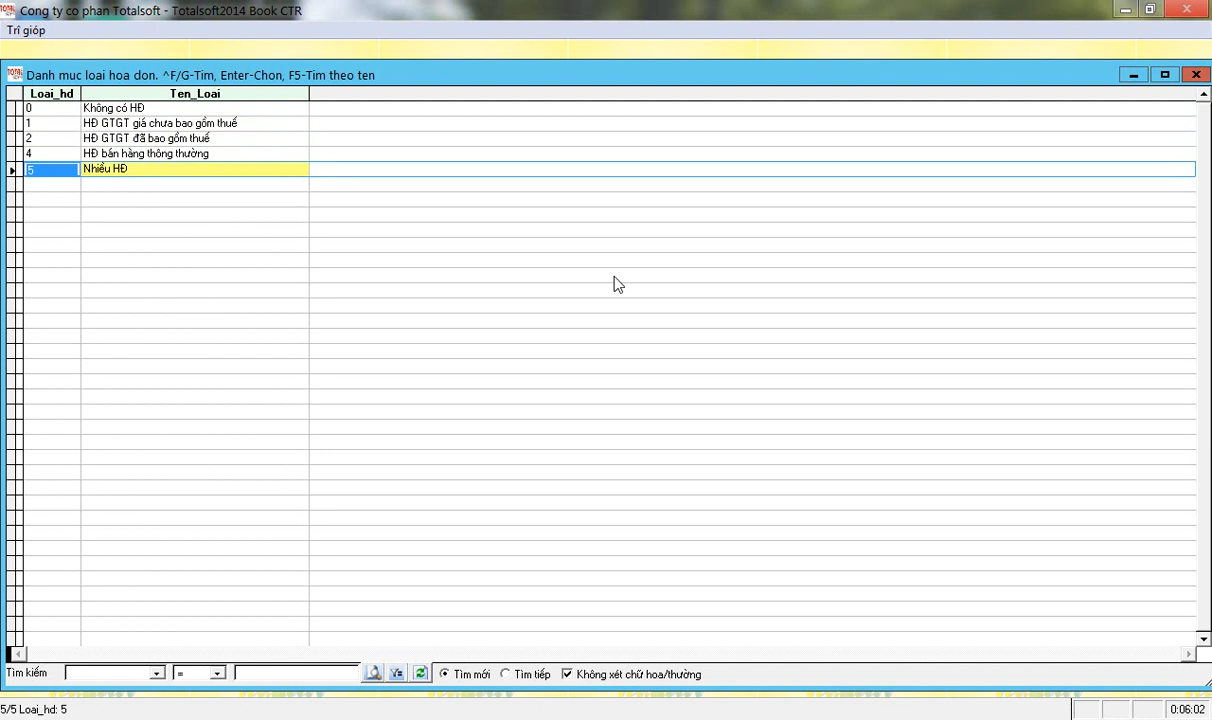 Cong ty co phan Totalsoft - Totalsoft2014 Book CTR
Trî gióp
Danh muc loai hoa don. ^F/G-Tim, Enter-Chon, F5-Tim theo ten
Loai_hd Ten_Loai
0 Không có HĐ
1 HĐ GTGT giá chưa bao gồm thuế
2 HĐ GTGT đã bao gồm thuế
4 HĐ bán hàng thông thường
5 Nhiều HĐ
Tìm kiếm = Tìm mới Tìm tiếp Không xét chữ hoa/thường
5/5 Loai_hd: 5 0:06:02